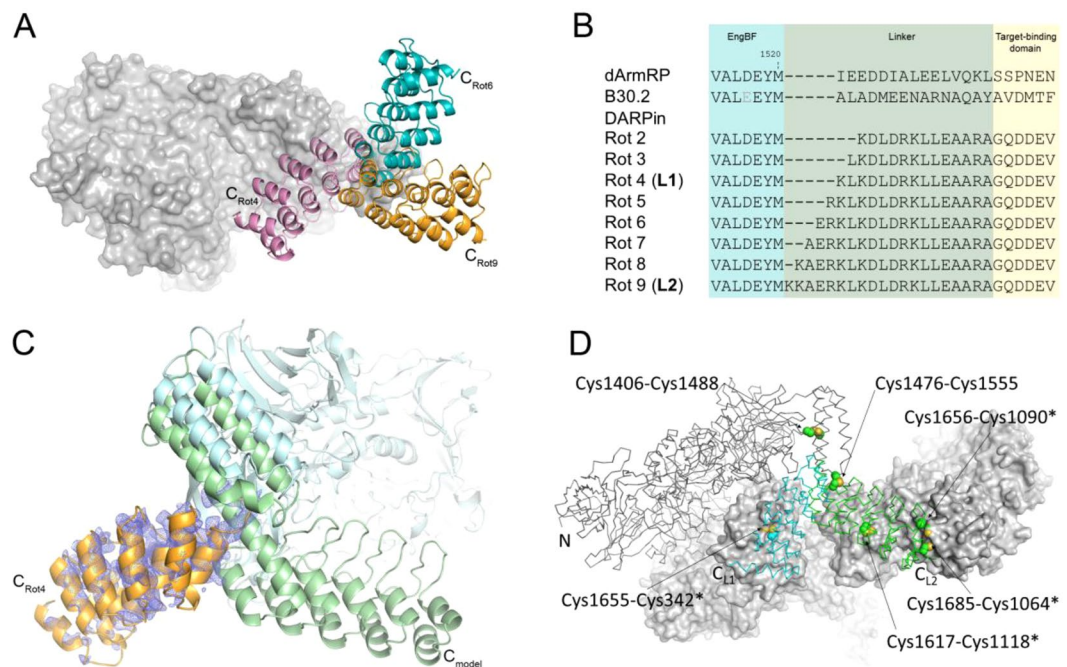 A
C_Rot6
C_Rot4
C_Rot9
B
EngBF Linker Target-binding
domain
1520
dArmRP VALDEYM-----IEEDDIALEELVQKLSSPNEN
B30.2 VALEEYM-----ALADMEENARNAQAYAVDMTF
DARPin
Rot 2 VALDEYM-------KDLDRKLLEAARAGQDDEV
Rot 3 VALDEYM------LKDLDRKLLEAARAGQDDEV
Rot 4 (L1) VALDEYM-----KLKDLDRKLLEAARAGQDDEV
Rot 5 VALDEYM----RKLKDLDRKLLEAARAGQDDEV
Rot 6 VALDEYM---ERKLKDLDRKLLEAARAGQDDEV
Rot 7 VALDEYM--AERKLKDLDRKLLEAARAGQDDEV
Rot 8 VALDEYM-KAERKLKDLDRKLLEAARAGQDDEV
Rot 9 (L2) VALDEYMKKAERKLKDLDRKLLEAARAGQDDEV
C
C_Rot4
C_model
D
Cys1406-Cys1488
Cys1476-Cys1555
Cys1656-Cys1090*
N
C_L1
C_L2
Cys1655-Cys342*
Cys1685-Cys1064*
Cys1617-Cys1118*